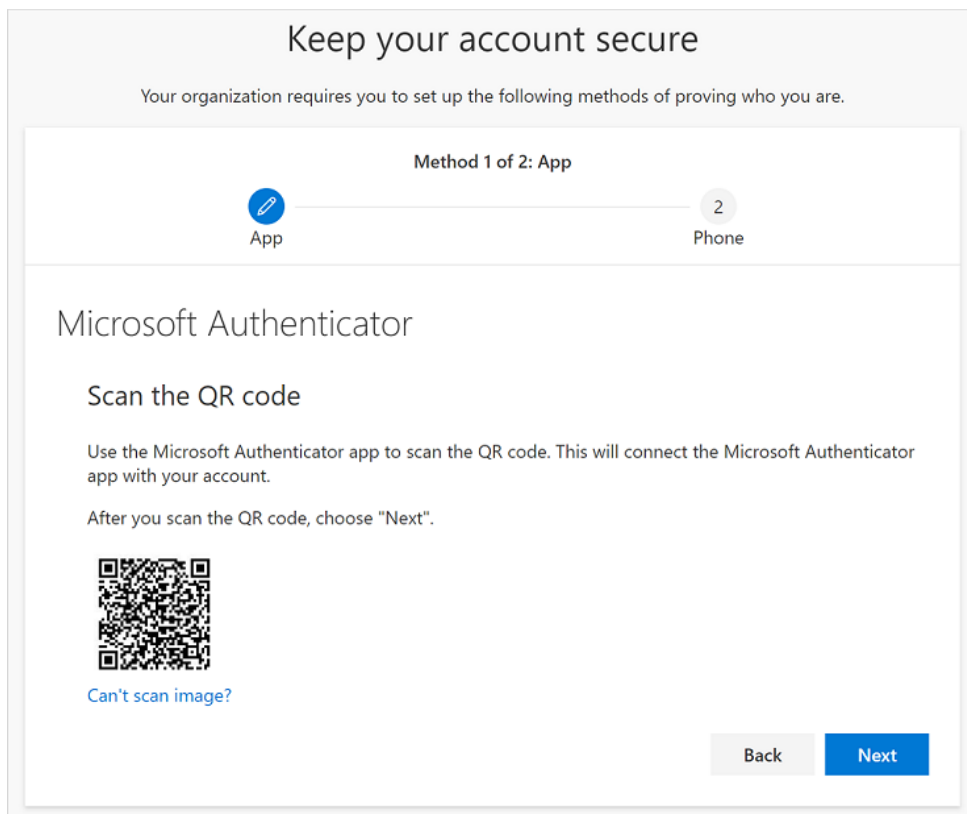 Keep your account secure
Your organization requires you to set up the following methods of proving who you are.
Method 1 of 2: App
2
App
Phone
Microsoft Authenticator
Scan the QR code
Use the Microsoft Authenticator app to scan the QR code. This will connect the Microsoft Authenticator
app with your account.
After you scan the QR code, choose "Next".
Can't scan image?
Back
Next